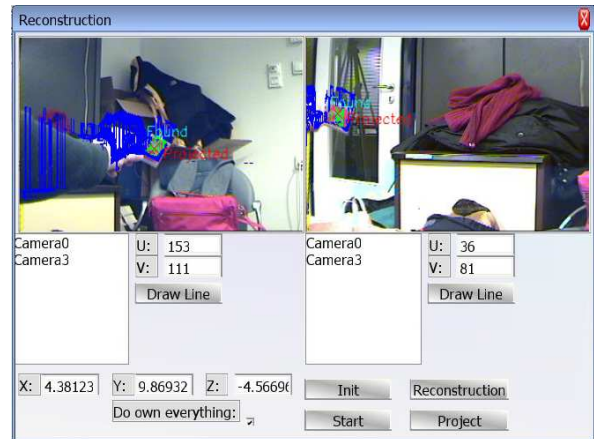 Reconstruction
Found
Projected
Found
Projected
Camera0
Camera3
U: 153
V: 111
Draw Line
Camera0
Camera3
U: 36
V: 81
Draw Line
X: 4.38123 Y: 9.86932 Z: -4.5669
Init
Reconstruction
Do own everything:
Start
Project